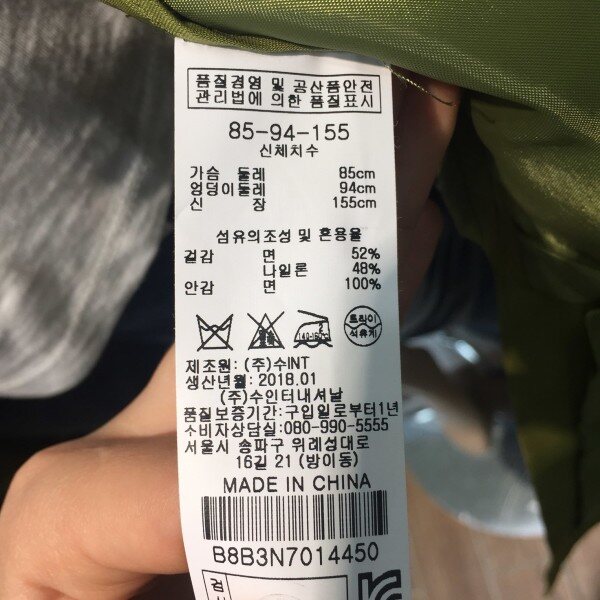 품질경영 및 공산품안전
관리법에 의한 품질표시
85-94-155
신체치수
가슴 둘레 85cm
엉덩이둘레 94cm
신 장 155cm
섬유의조성 및 혼용율
겉감 면 52%
나일론 48%
안감 면 100%
드라이
석유계
제조원: (주)수INT
생산년월: 2018.01
(주)수인터내셔날
품질보증기간: 구입일로부터1년
소비자상담실: 080-990-5555
서울시 송파구 위례성대로
16길 21 (방이동)
MADE IN CHINA
B8B3N7014450